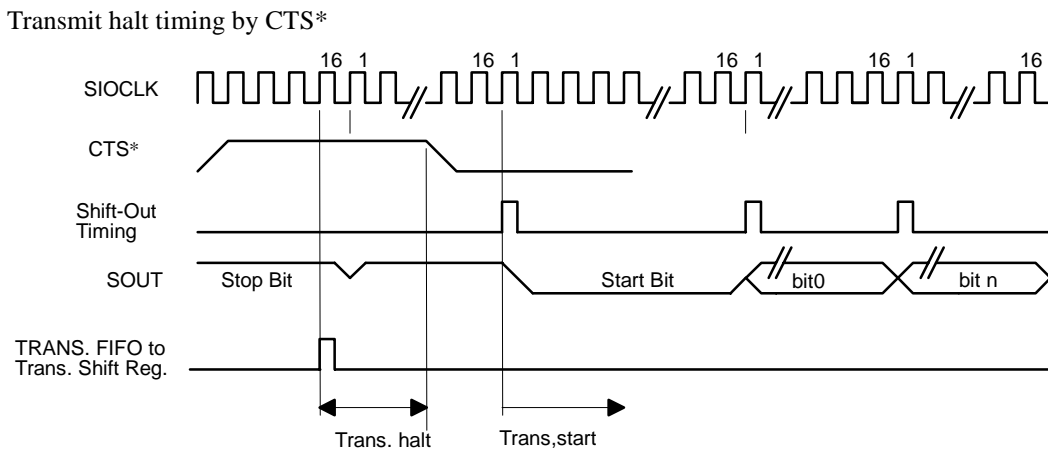 Transmit halt timing by CTS*
16 1 16 1 16 1 16 1 16
SIOCLK
CTS*
Shift-Out
Timing
SOUT
Stop Bit
Start Bit
bit0
bit n
TRANS. FIFO to
Trans. Shift Reg.
Trans. halt
Trans,start